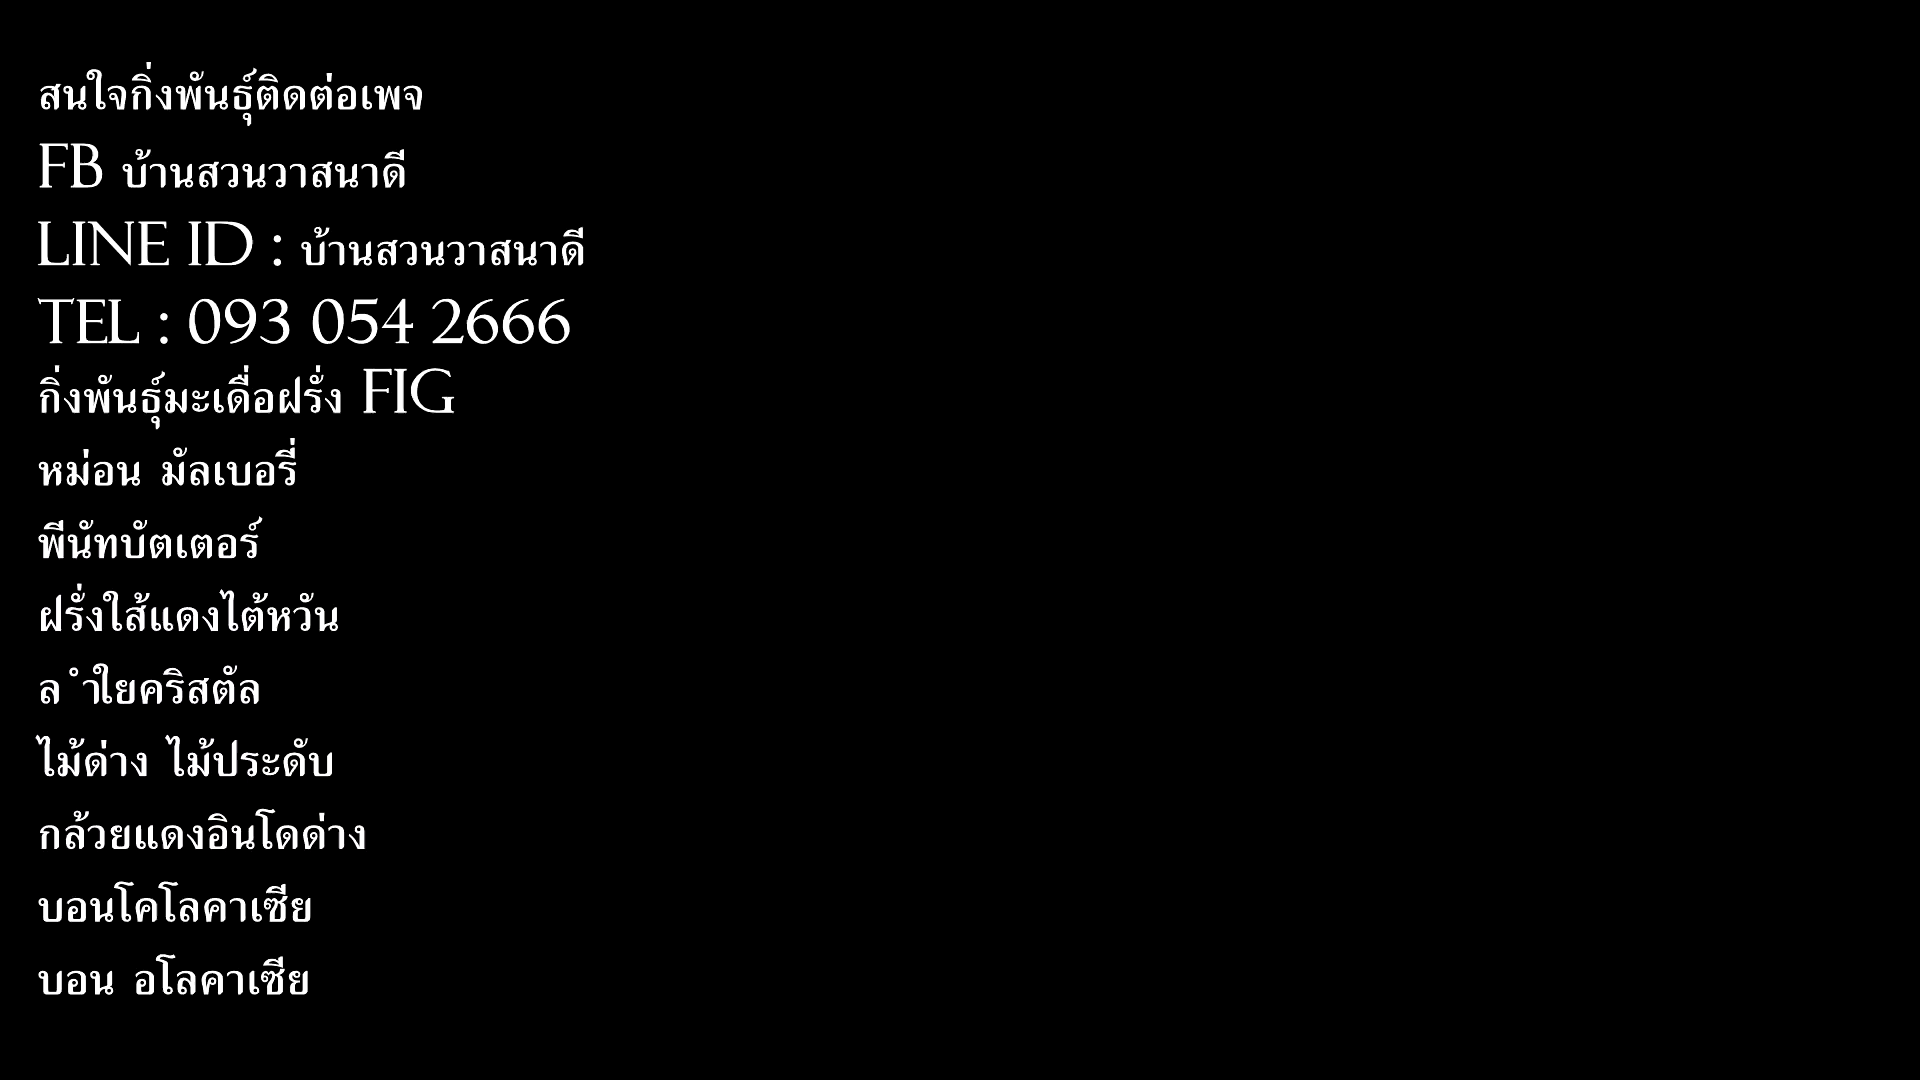 สนใจกิ่งพันธุ์ติดต่อเพจ
FB บ้านสวนวาสนาดี
LINE ID : บ้านสวนวาสนาดี
TEL : 093 054 2666
กิ่งพันธุ์มะเดื่อฝรั่ง FIG
หม่อน มัลเบอรี่
พีนัทบัตเตอร์
ฝรั่งใส้แดงไต้หวัน
ล ำใยคริสตัล
ไม้ด่าง ไม้ประดับ
กล้วยแดงอินโดด่าง
บอนโคโลคาเซีย
บอน อโลคาเซีย